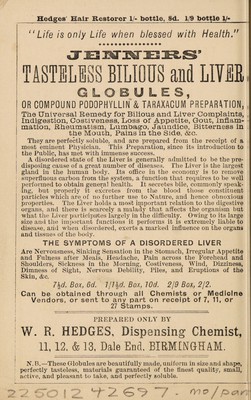 Hedges' Hair Restorer 1/- bottle, 8d. 1/9 bottle 1/-
"Life is only Life when blessed with Health."
JENNERS'
TASTELESS BILIOUS and LIVER
GLOBULES,
OR COMPOUND PODOPHYLLIN & TARAXACUM PREPARATION,
The Universal Remedy for Bilious and Liver Complaints,
Indigestion, Costiveness, Loss of Appetite, Gout, Inflam-
mation, Rheumatism, Lumbago, Jaundice, Bitterness in
the Mouth, Pains in the Side, &c.
They are perfectly soluble, and are prepared from the receipt of a
most eminent Physician. This Preparation, since its introduction to
the Public, has met with immense success.
A disordered state of the Liver is generally admitted to be the pre-
disposing cause of a great number of diseases. The Liver is the largest
gland in the human body. Its office in the economy is to remove
superfluous carbon from the system, a function that requires to be well
performed to obtain general health. It secretes bile, commonly speak-
ing, but properly it excretes from the blood those constituent
particles which are of no further use to Nature, and hence obnoxious
properties. The Liver holds a most important relation to the digestive
organs, and whatever is sent into the stomach affects the Liver, and
what the Liver participates largely in the difficulty. Owing to its large
size and the important functions it performs it is extremely liable to
disease, and when disordered, exerts a marked influence on the organs
and tissues of the body.
THE SYMPTOMS OF A DISORDERED LIVER
Are Nervousness, Sinking Sensation in the Stomach, Irregular Appetite
and Fulness after Meals, Headache, Pain across the Forehead and
Shoulders, Sickness in the Morning, Costiveness, Wind, Dizziness,
Dimness of Sight, Nervous Debility, Piles, and Eruptions of the
Skin, &c.
7½d. Box, 6d. 1/1½d. Box, 10d. 2/9 Box, 2/2.
Can be obtained through all Chemists or Medicine
Vendors, or sent to any part on receipt of 7, 11, or
27 Stamps.
PREPARED ONLY BY
W. R. HEDGES, Dispensing Chemist,
11, 12, & 13, Dale End, BIRMINGHAM.
N.B.—These Globules are beautifully made, uniform in size and shape,
perfectly tasteless, materials guaranteed of the finest quality, small,
active, and pleasant to take, and perfectly soluble.
225012 42697. mo/par